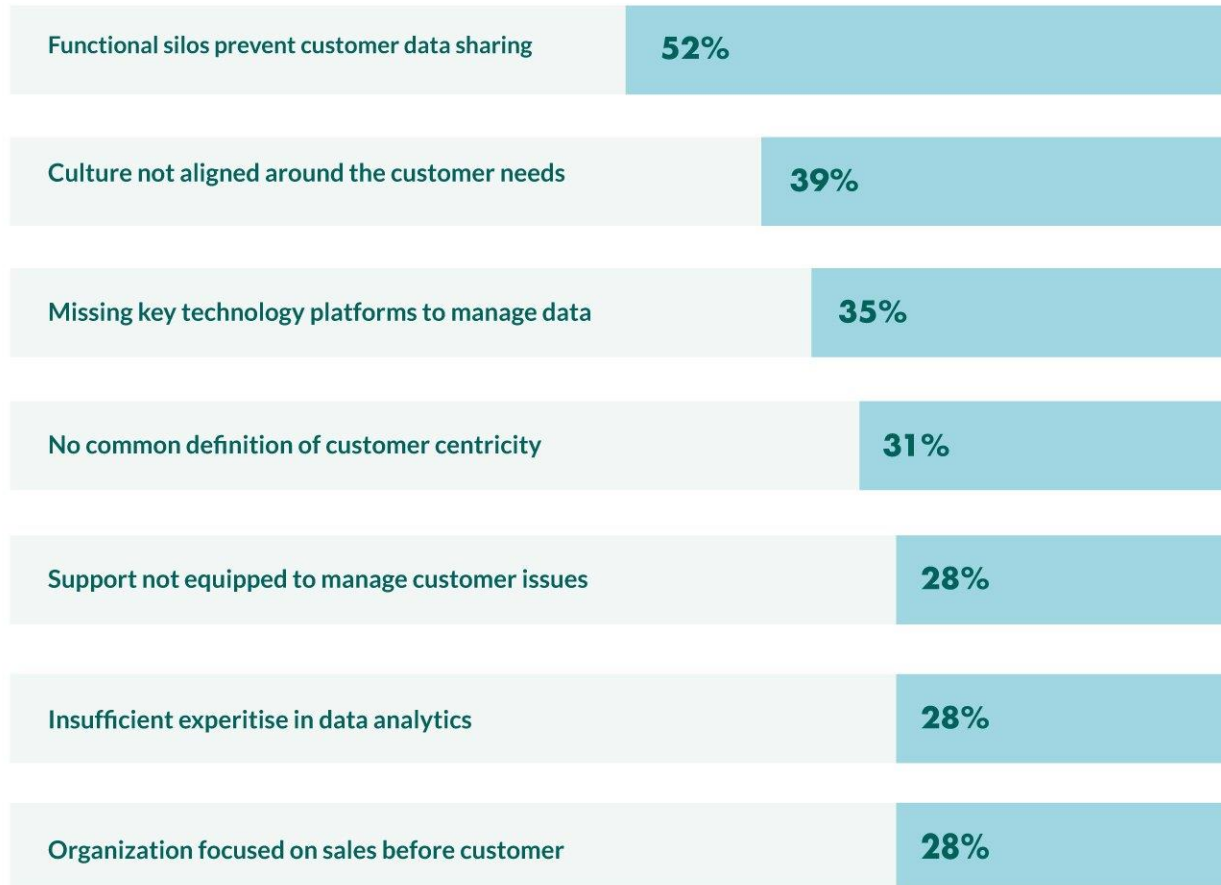 Functional silos prevent customer data sharing 52%
Culture not aligned around the customer needs 39%
Missing key technology platforms to manage data 35%
No common definition of customer centricity 31%
Support not equipped to manage customer issues 28%
Insufficient experitise in data analytics 28%
Organization focused on sales before customer 28%